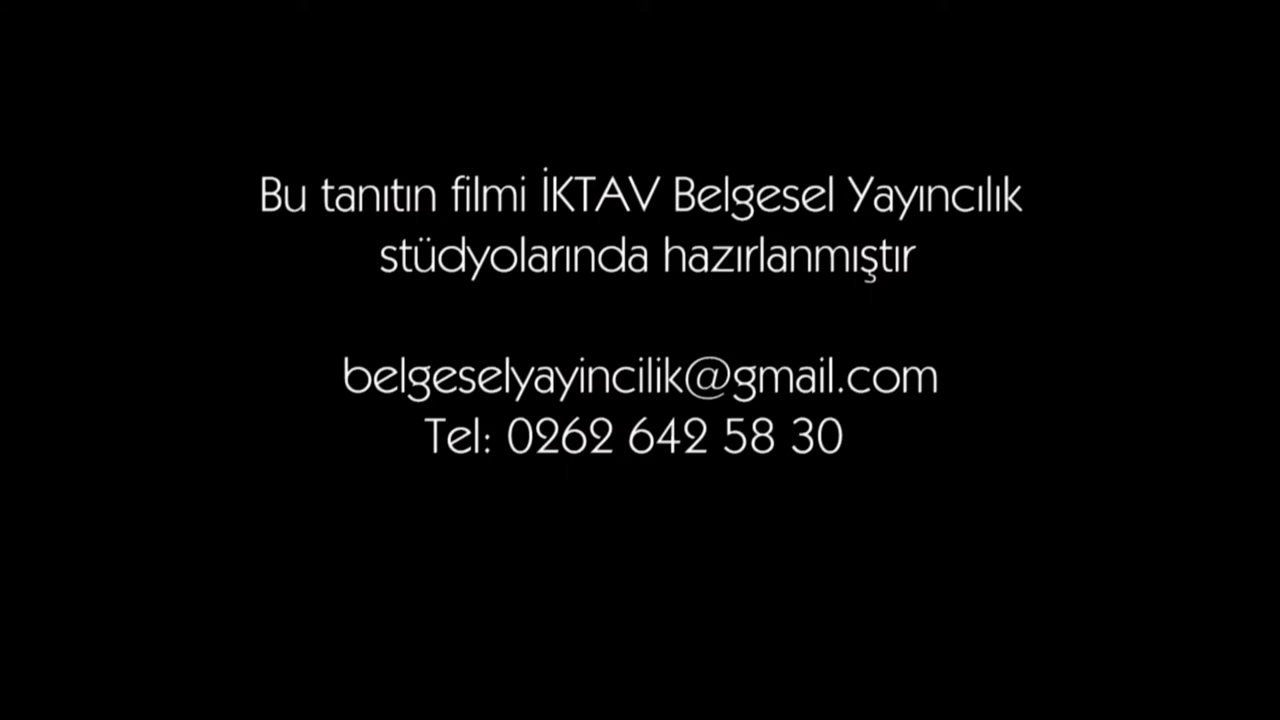 Bu tanıtın filmi İKTAV Belgesel Yayıncılık
stüdyolarında hazırlanmıştır
belgeselyayincilik@gmail.com
Tel: 0262 642 58 30